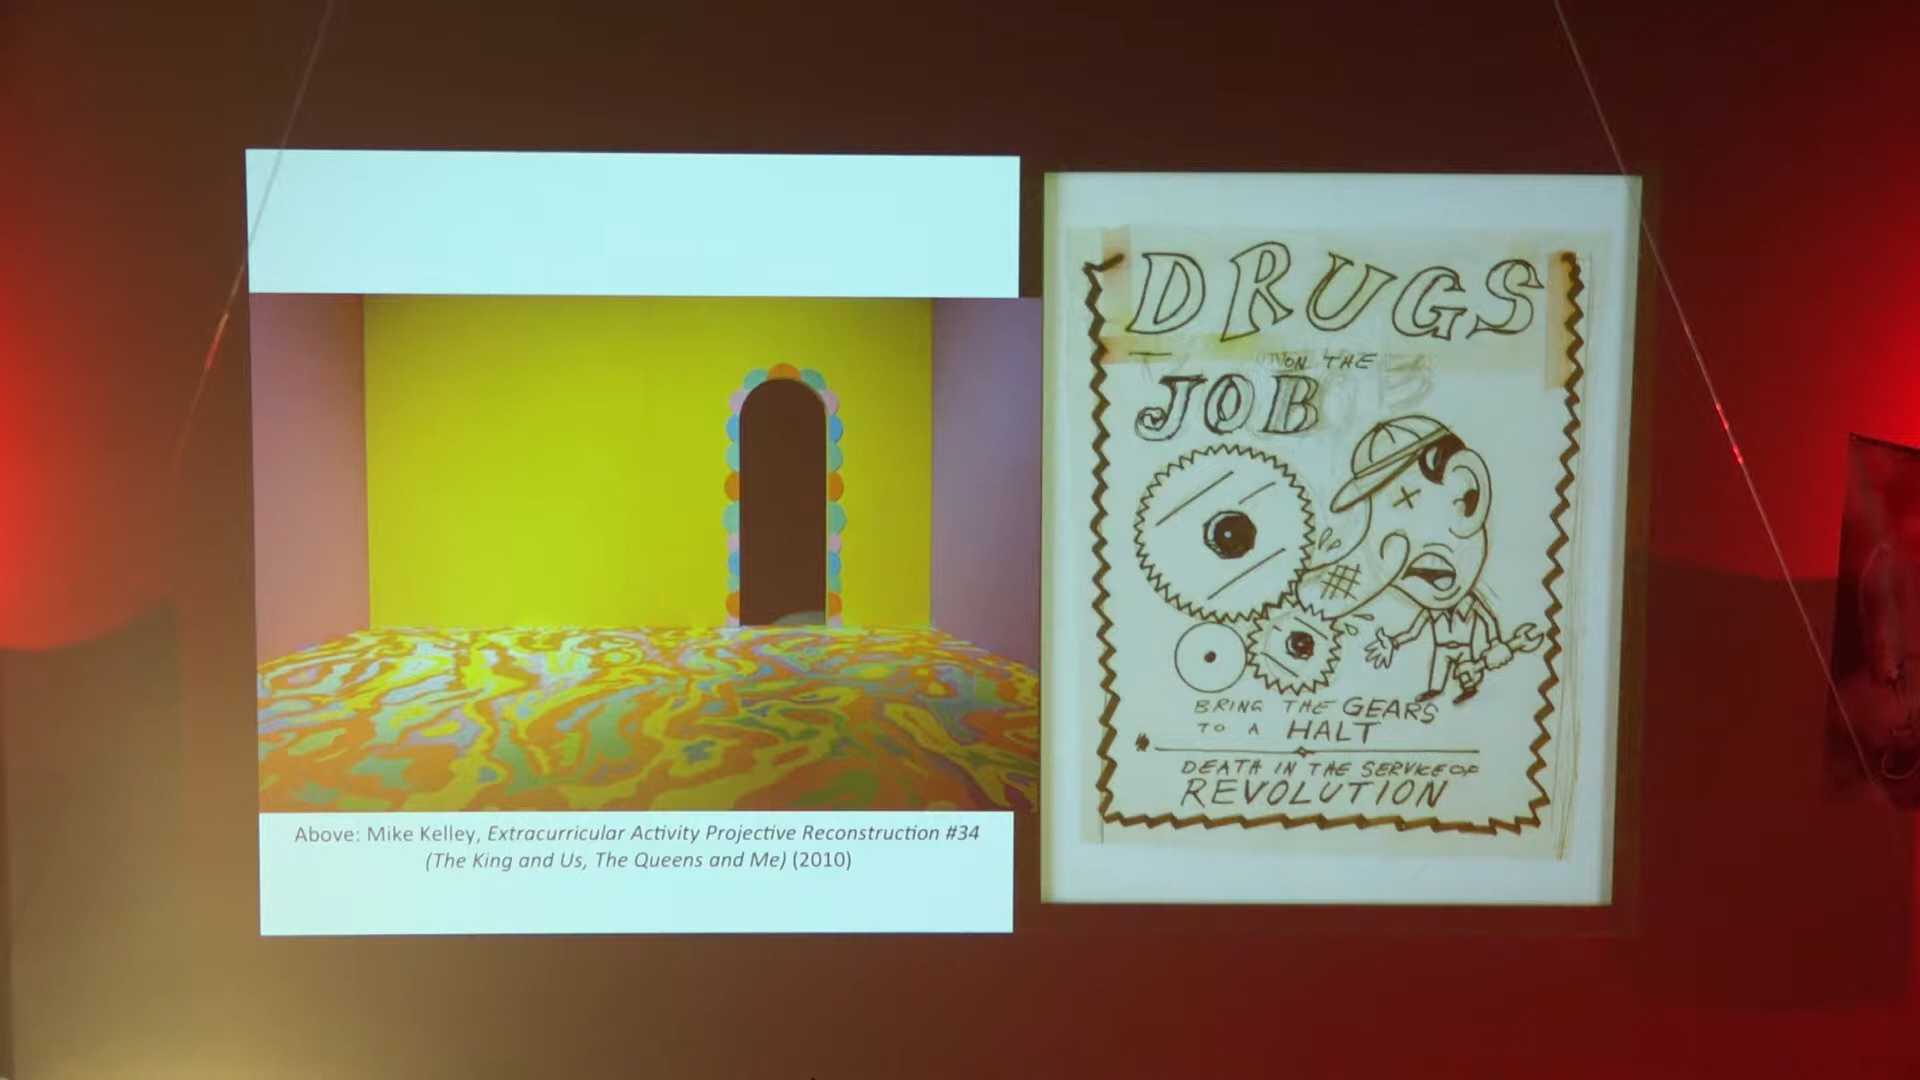 Above: Mike Kelley, Extracurricular Activity Projective Reconstruction #34
(The King and Us, The Queens and Me) (2010)
DRUGS
ON THE
JOB
BRING THE GEARS
TO A HALT
DEATH IN THE SERVICE OF
REVOLUTION